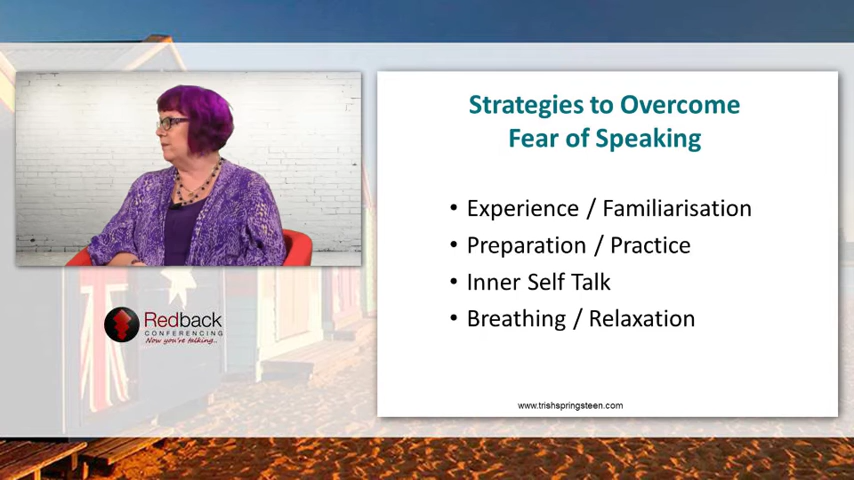 Strategies to Overcome
Fear of Speaking
• Experience / Familiarisation
• Preparation / Practice
• Inner Self Talk
• Breathing / Relaxation
www.trishspringsteen.com
Redback
CONFERENCING
Now you're talking..